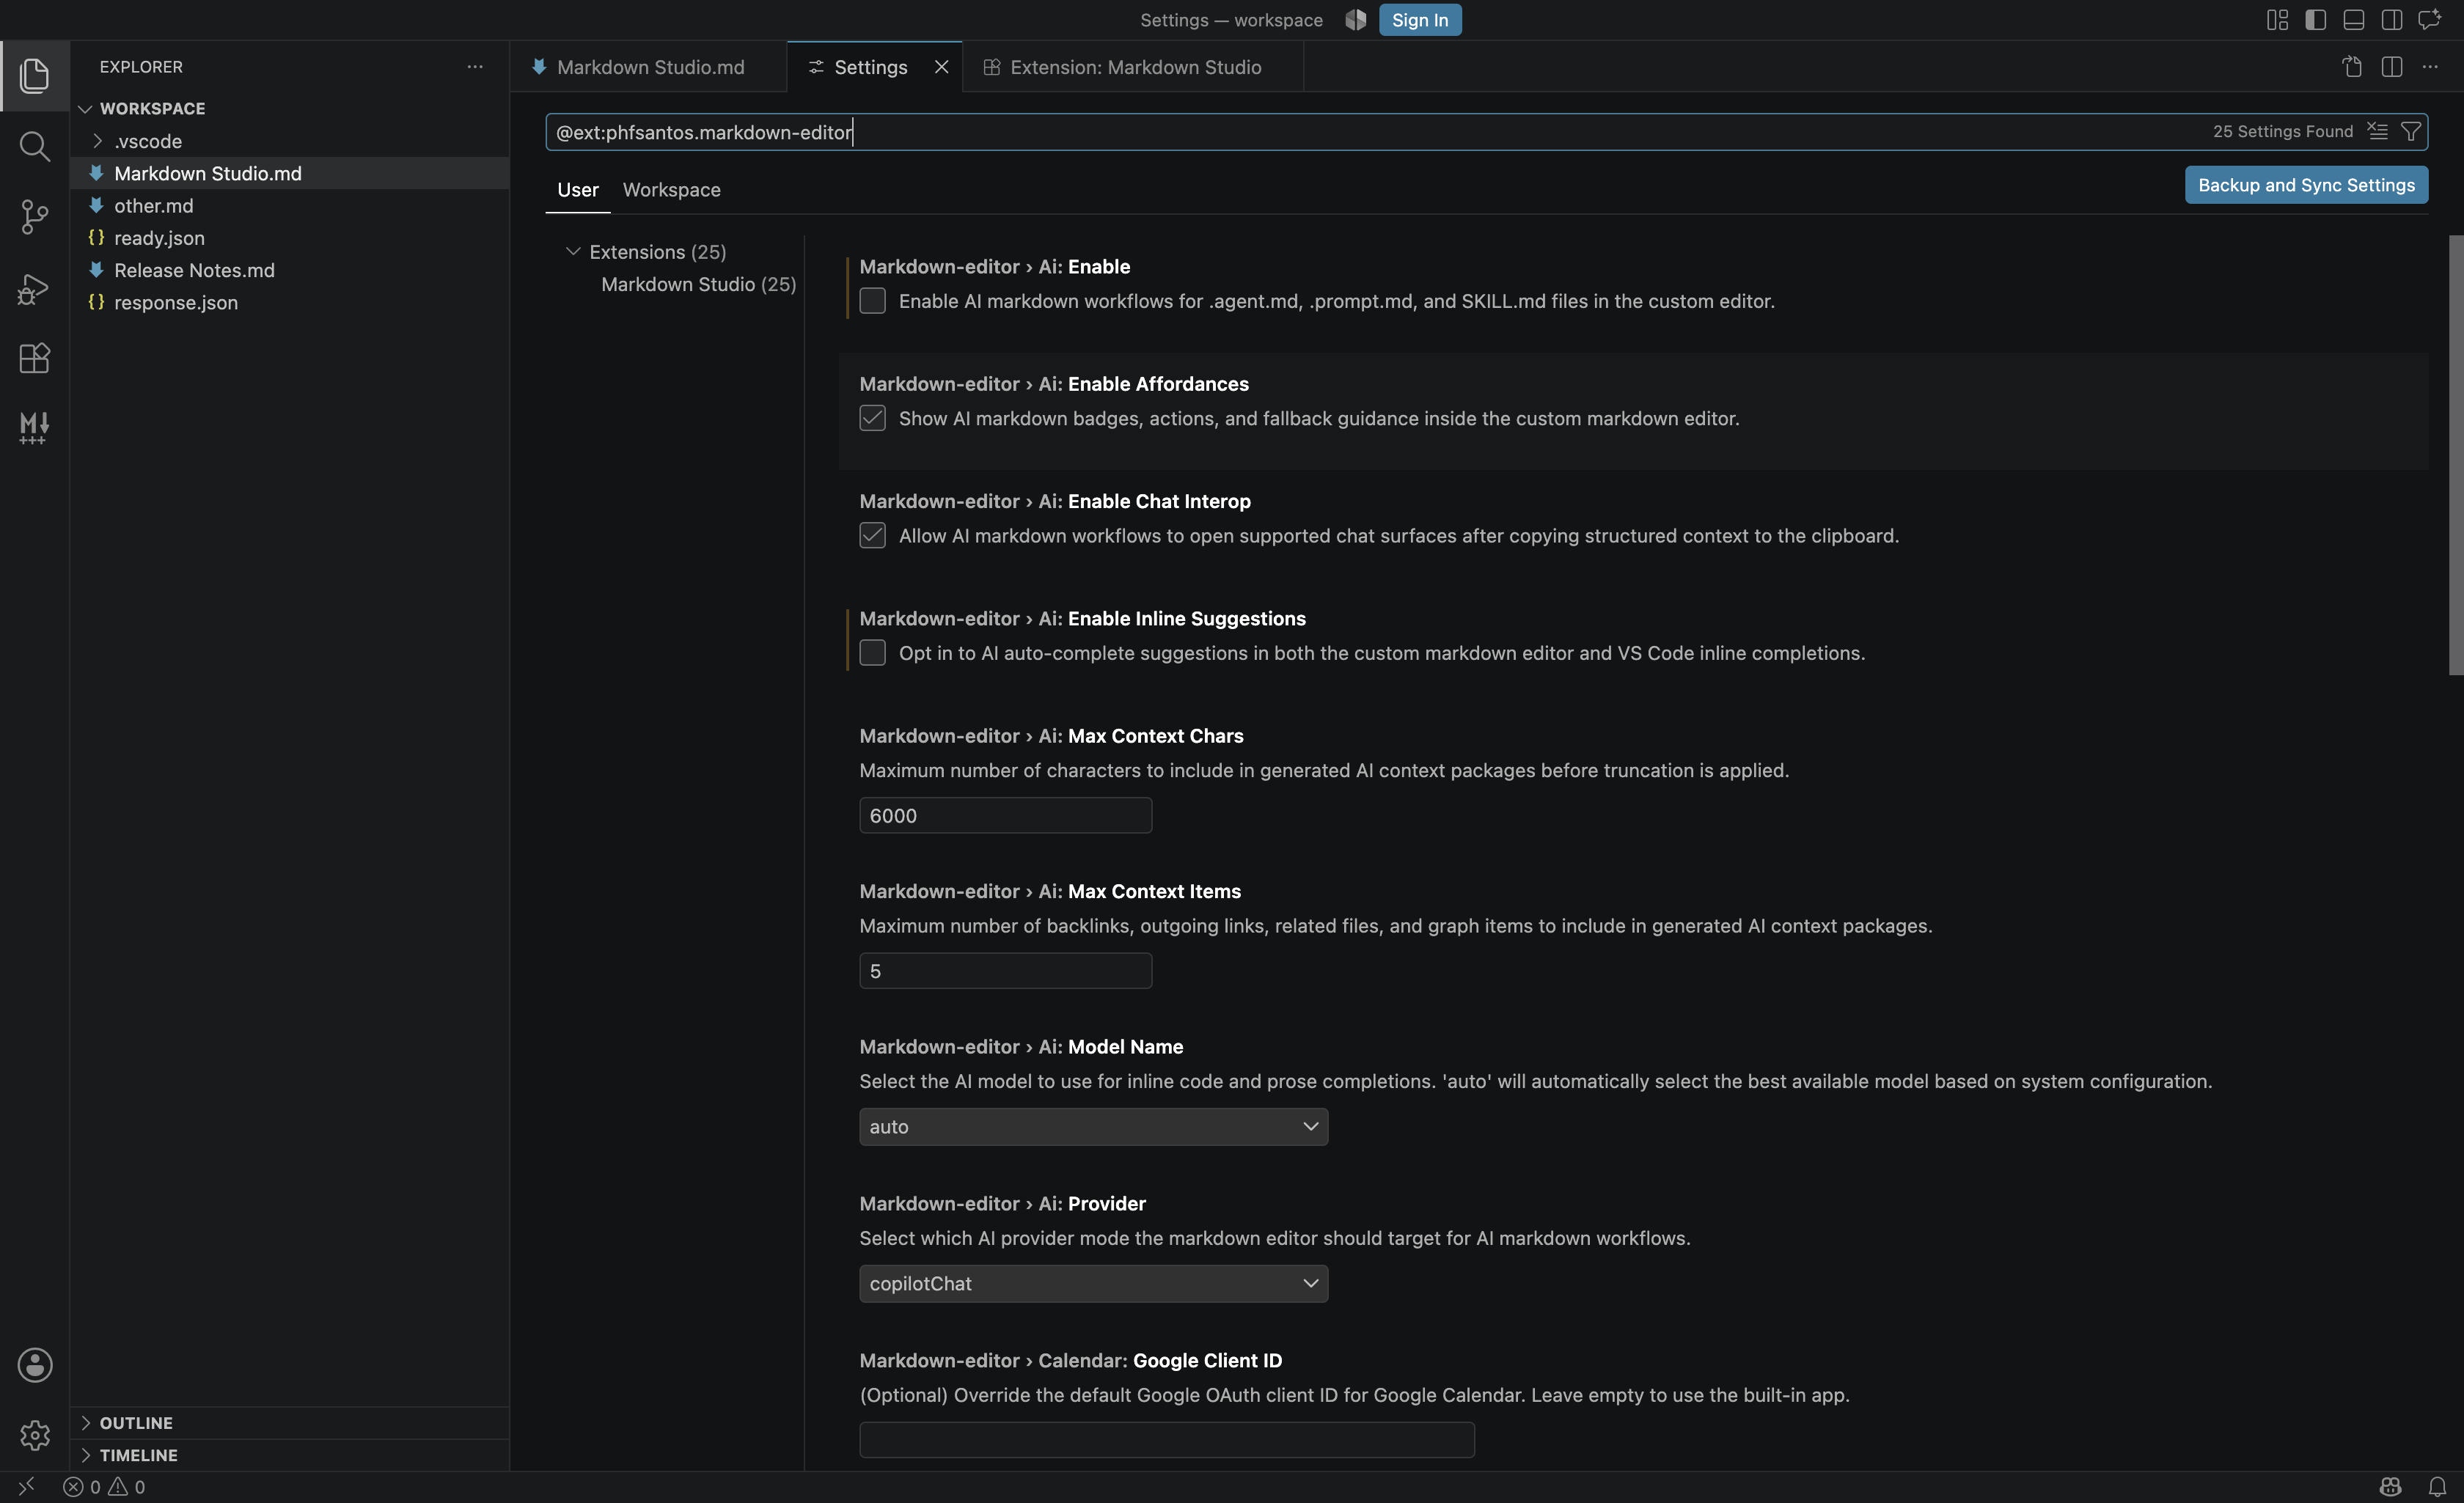 Settings — workspace
Sign In
EXPLORER
WORKSPACE
.vscode
Markdown Studio.md
other.md
ready.json
Release Notes.md
response.json
OUTLINE
TIMELINE
Markdown Studio.md
Settings
Extension: Markdown Studio
@ext:phfsantos.markdown-editor
25 Settings Found
User
Workspace
Backup and Sync Settings
Extensions (25)
Markdown Studio (25)
Markdown-editor › Ai: Enable
Enable AI markdown workflows for .agent.md, .prompt.md, and SKILL.md files in the custom editor.
Markdown-editor › Ai: Enable Affordances
Show AI markdown badges, actions, and fallback guidance inside the custom markdown editor.
Markdown-editor › Ai: Enable Chat Interop
Allow AI markdown workflows to open supported chat surfaces after copying structured context to the clipboard.
Markdown-editor › Ai: Enable Inline Suggestions
Opt in to AI auto-complete suggestions in both the custom markdown editor and VS Code inline completions.
Markdown-editor › Ai: Max Context Chars
Maximum number of characters to include in generated AI context packages before truncation is applied.
6000
Markdown-editor › Ai: Max Context Items
Maximum number of backlinks, outgoing links, related files, and graph items to include in generated AI context packages.
5
Markdown-editor › Ai: Model Name
Select the AI model to use for inline code and prose completions. 'auto' will automatically select the best available model based on system configuration.
auto
Markdown-editor › Ai: Provider
Select which AI provider mode the markdown editor should target for AI markdown workflows.
copilotChat
Markdown-editor › Calendar: Google Client ID
(Optional) Override the default Google OAuth client ID for Google Calendar. Leave empty to use the built-in app.
0
0